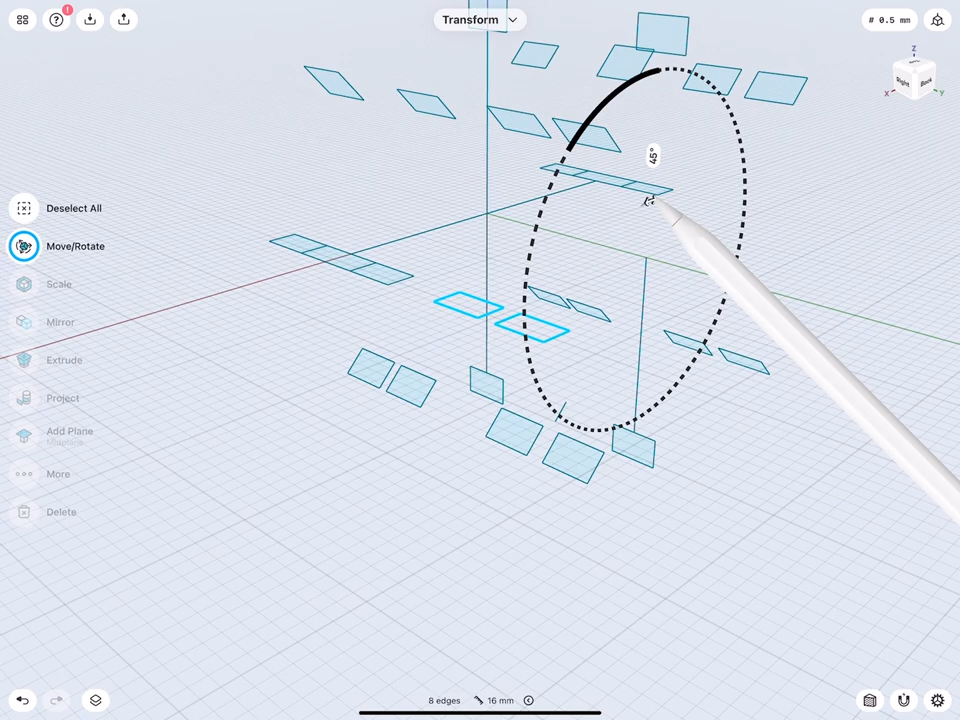 !
Transform
# 0.5 mm
Z
Right
Back
X
y
45°
Deselect All
Move/Rotate
Scale
Mirror
Extrude
Project
Add Plane
Midplane
More
Delete
8 edges
16 mm